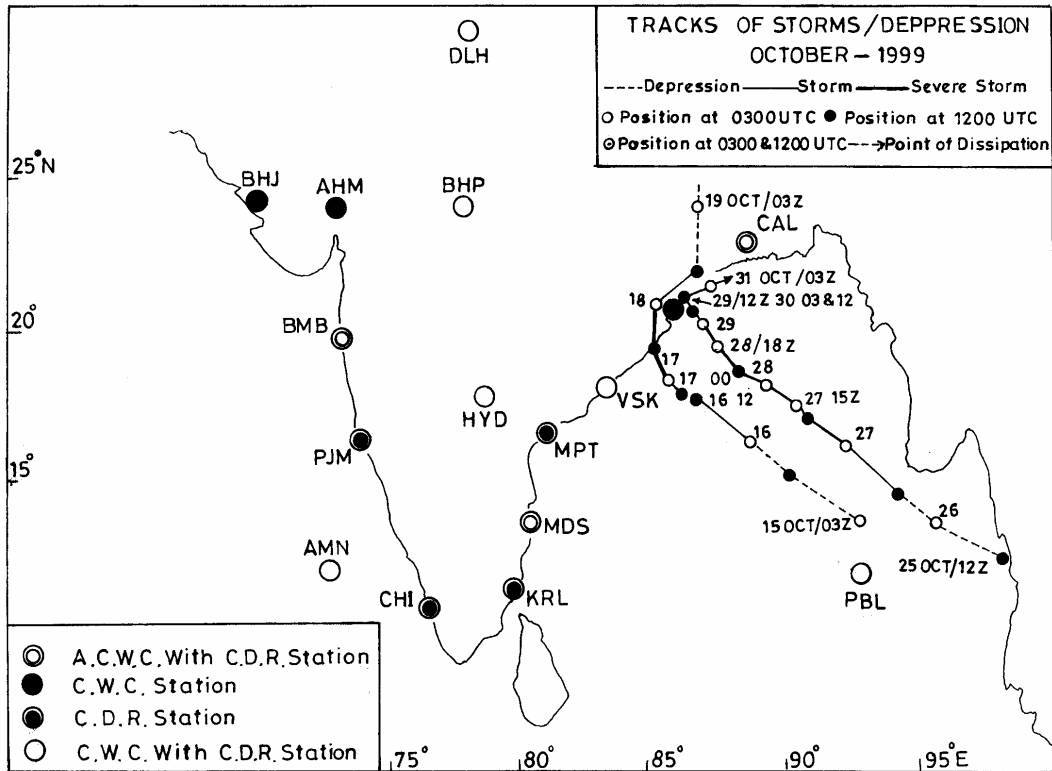 TRACKS OF STORMS/DEPPRESSION
OCTOBER – 1999
----Depression —— Storm —— Severe Storm
○ Position at 0300UTC ● Position at 1200 UTC
⊙ Position at 0300 &1200 UTC --->Point of Dissipation
DLH
25°N
BHJ
AHM
BHP
19 OCT/03Z
CAL
31 OCT/03Z
18
29/12Z 30 03 &12
20°
BMB
29
28/18Z
17
28
17 00
VSK
16 12
27 15Z
HYD
16
27
PJM
MPT
15°
26
MDS
15 OCT/03Z
AMN
25 OCT/12Z
CHI
KRL
PBL
A.C.W.C. With C.D.R. Station
C.W.C. Station
C.D.R. Station
C.W.C. With C.D.R. Station
75°
80°
85°
90°
95°E